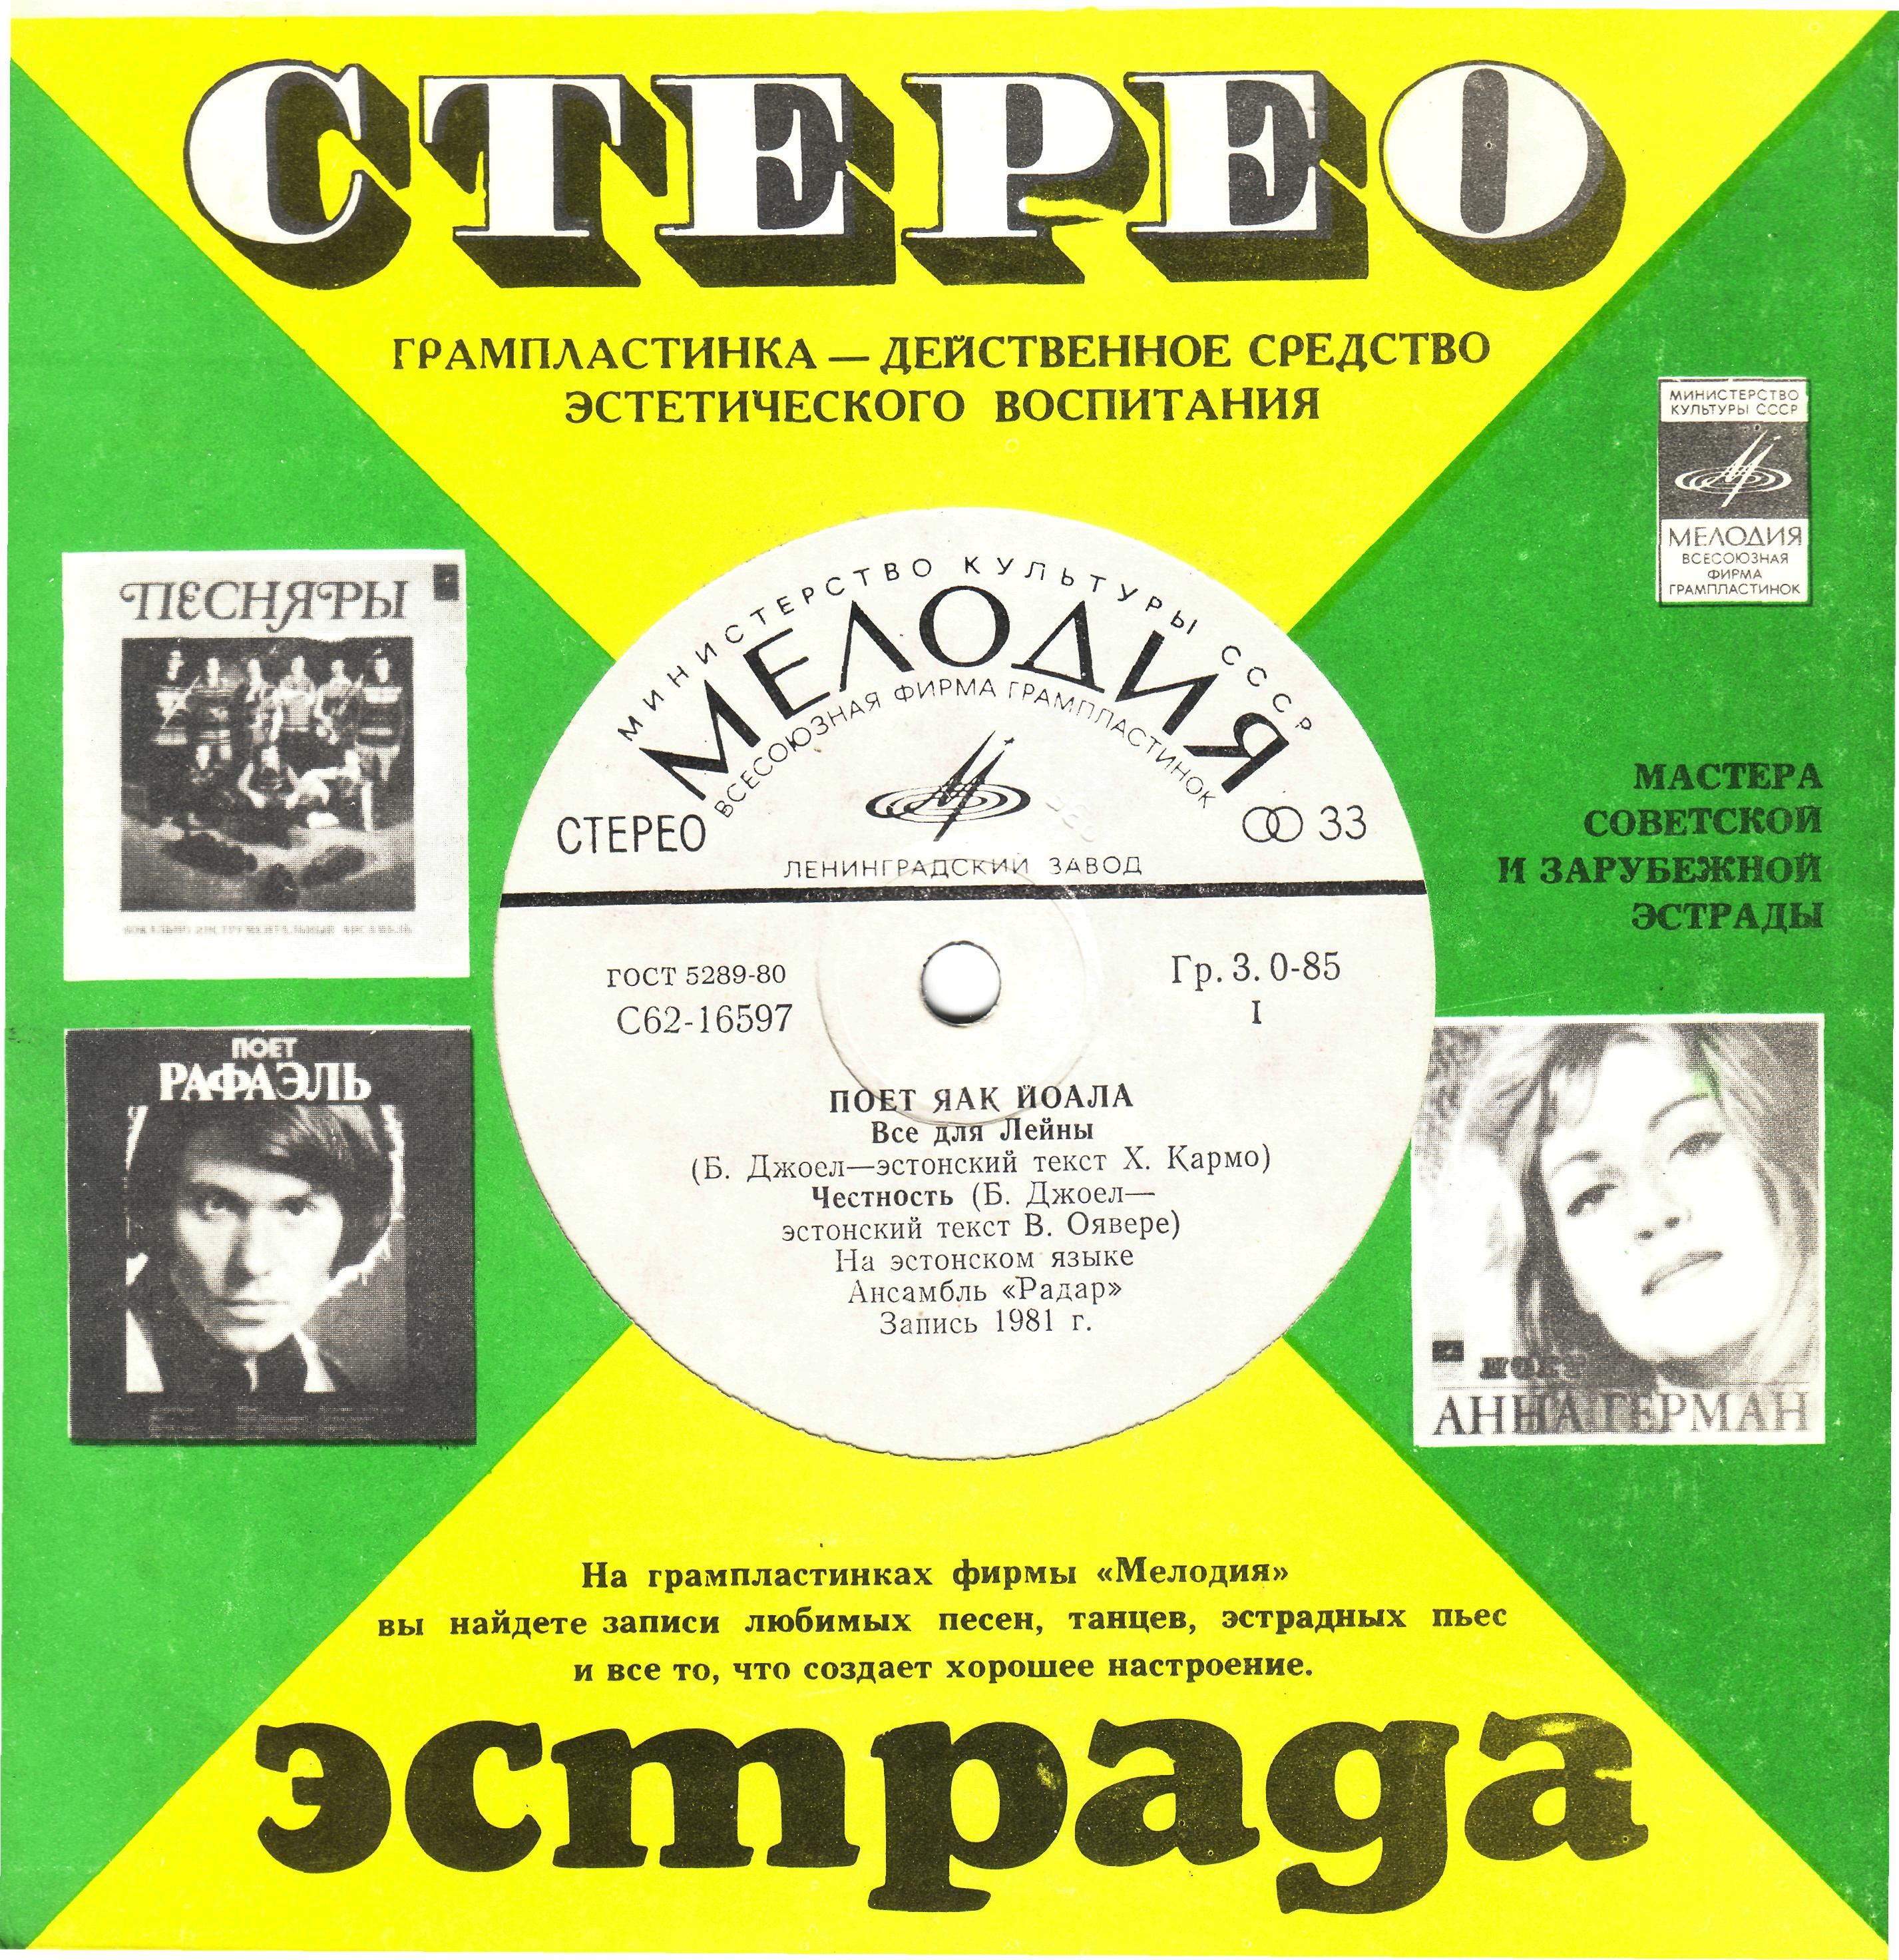 СТЕРЕО
ГРАМПЛАСТИНКА — ДЕЙСТВЕННОЕ СРЕДСТВО
ЭСТЕТИЧЕСКОГО ВОСПИТАНИЯ
МИНИСТЕРСТВО
КУЛЬТУРЫ СССР
МЕЛОДИЯ
ВСЕСОЮЗНАЯ
ФИРМА
ГРАМПЛАСТИНОК
ПЕСНЯРЫ
ВОКАЛЬНО-ИНСТРУМЕНТАЛЬНЫЙ АНСАМБЛЬ
МИНИСТЕРСТВО КУЛЬТУРЫ СССР
МЕЛОДИЯ
ВСЕСОЮЗНАЯ ФИРМА ГРАМПЛАСТИНОК
СТЕРЕО
33
ЛЕНИНГРАДСКИЙ ЗАВОД
МАСТЕРА
СОВЕТСКОЙ
И ЗАРУБЕЖНОЙ
ЭСТРАДЫ
ГОСТ 5289-80
С62-16597
Гр. 3. 0-85
I
ПОЕТ ЯАК ЙОАЛА
Все для Лейны
(Б. Джоел—эстонский текст Х. Кармо)
Честность (Б. Джоел—
эстонский текст В. Оявере)
На эстонском языке
Ансамбль «Радар»
Запись 1981 г.
ПОЕТ
РАФАЭЛЬ
АННА ГЕРМАН
На грампластинках фирмы «Мелодия»
вы найдете записи любимых песен, танцев, эстрадных пьес
и все то, что создает хорошее настроение.
эстрада